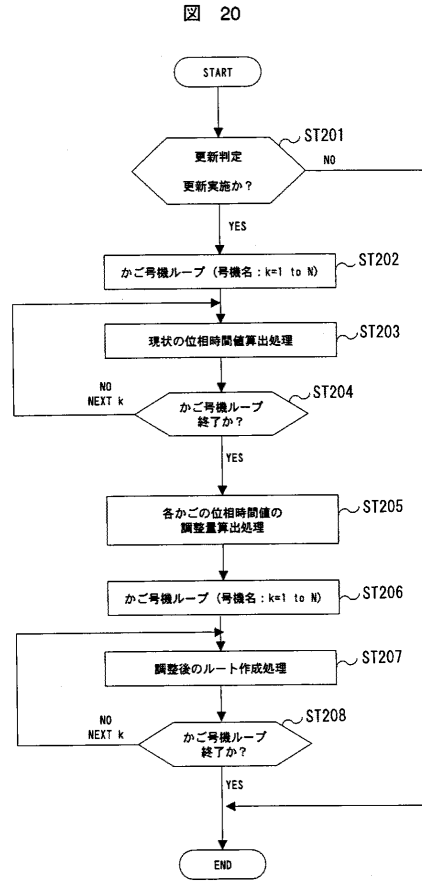 図 20
START
ST201
更新判定
更新実施か？
NO
YES
かご号機ループ (号機名：k=1 to N)
ST202
現状の位相時間値算出処理
ST203
ST204
NO
NEXT k
かご号機ループ
終了か？
YES
各かごの位相時間値の
調整量算出処理
ST205
かご号機ループ (号機名：k=1 to N)
ST206
調整後のルート作成処理
ST207
ST208
NO
NEXT k
かご号機ループ
終了か？
YES
END